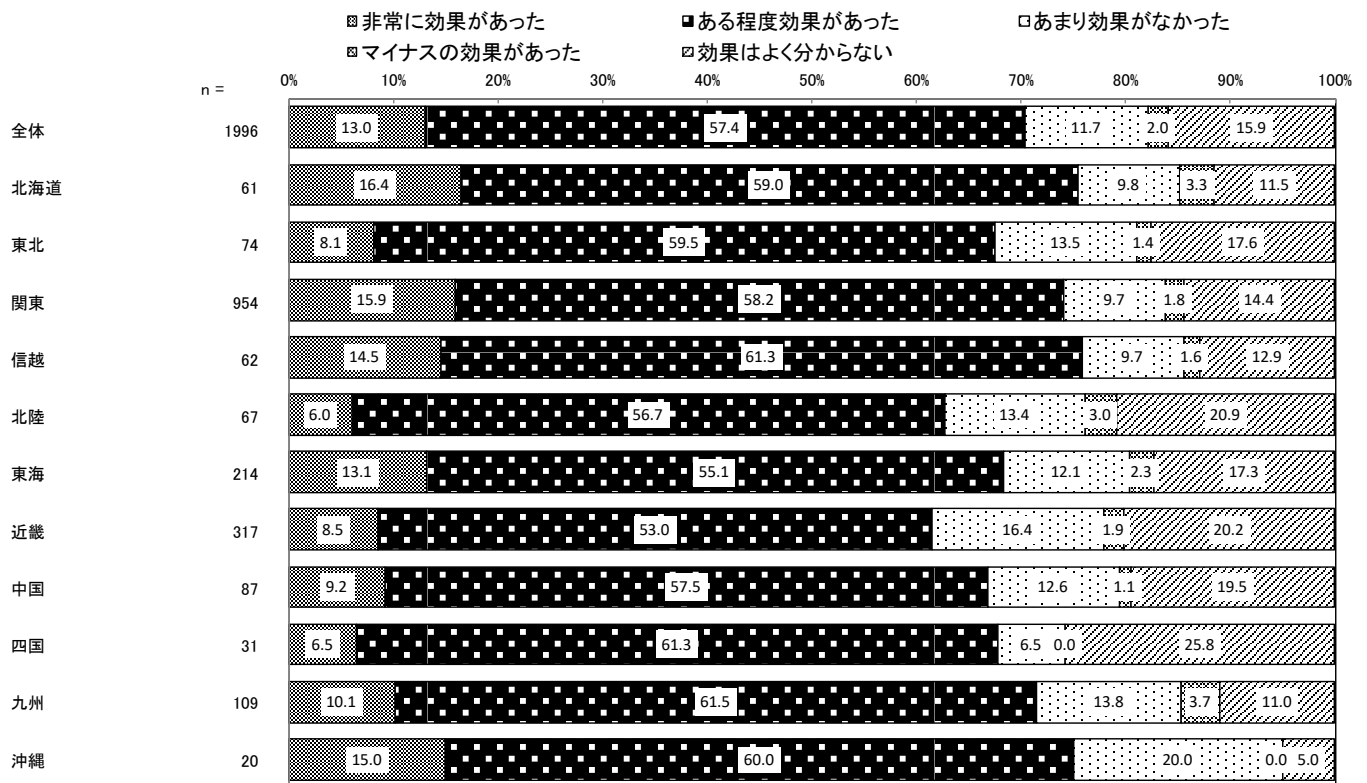 非常に効果があった ある程度効果があった あまり効果がなかった
マイナスの効果があった 効果はよく分からない
n = 0% 10% 20% 30% 40% 50% 60% 70% 80% 90% 100%
全体 1996 13.0 57.4 11.7 2.0 15.9
北海道 61 16.4 59.0 9.8 3.3 11.5
東北 74 8.1 59.5 13.5 1.4 17.6
関東 954 15.9 58.2 9.7 1.8 14.4
信越 62 14.5 61.3 9.7 1.6 12.9
北陸 67 6.0 56.7 13.4 3.0 20.9
東海 214 13.1 55.1 12.1 2.3 17.3
近畿 317 8.5 53.0 16.4 1.9 20.2
中国 87 9.2 57.5 12.6 1.1 19.5
四国 31 6.5 61.3 6.5 0.0 25.8
九州 109 10.1 61.5 13.8 3.7 11.0
沖縄 20 15.0 60.0 20.0 0.0 5.0